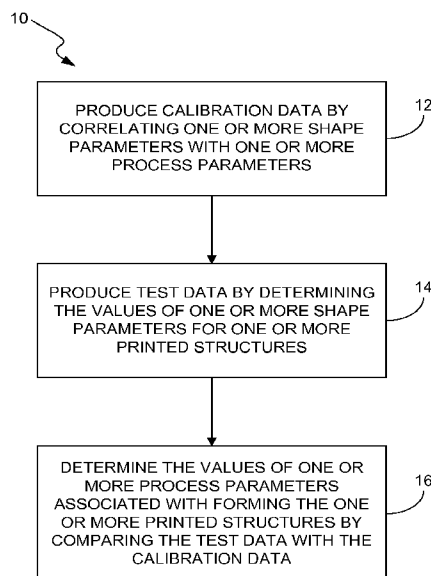 10
PRODUCE CALIBRATION DATA BY
CORRELATING ONE OR MORE SHAPE
PARAMETERS WITH ONE OR MORE
PROCESS PARAMETERS
12
PRODUCE TEST DATA BY DETERMINING
THE VALUES OF ONE OR MORE SHAPE
PARAMETERS FOR ONE OR MORE
PRINTED STRUCTURES
14
DETERMINE THE VALUES OF ONE OR
MORE PROCESS PARAMETERS
ASSOCIATED WITH FORMING THE ONE
OR MORE PRINTED STRUCTURES BY
COMPARING THE TEST DATA WITH THE
CALIBRATION DATA
16